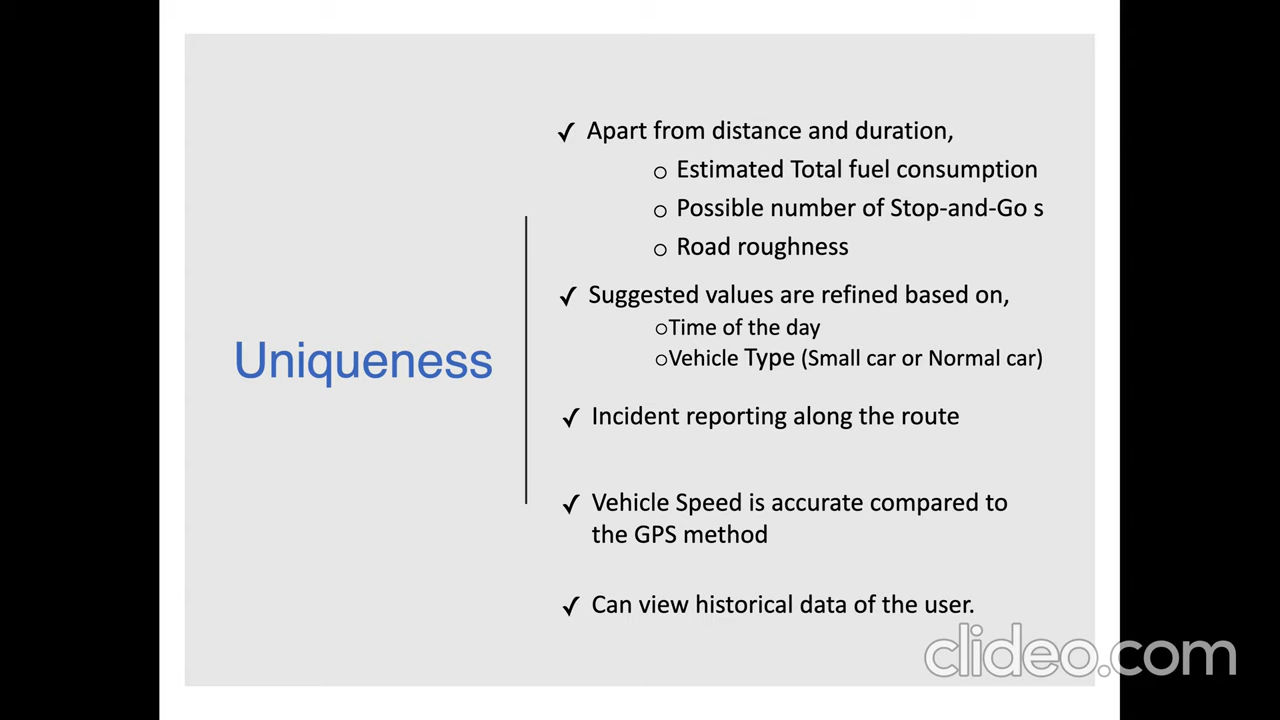 Uniqueness
✓ Apart from distance and duration,
o Estimated Total fuel consumption
o Possible number of Stop-and-Go s
o Road roughness
✓ Suggested values are refined based on,
oTime of the day
oVehicle Type (Small car or Normal car)
✓ Incident reporting along the route
✓ Vehicle Speed is accurate compared to
the GPS method
✓ Can view historical data of the user.
clideo.com